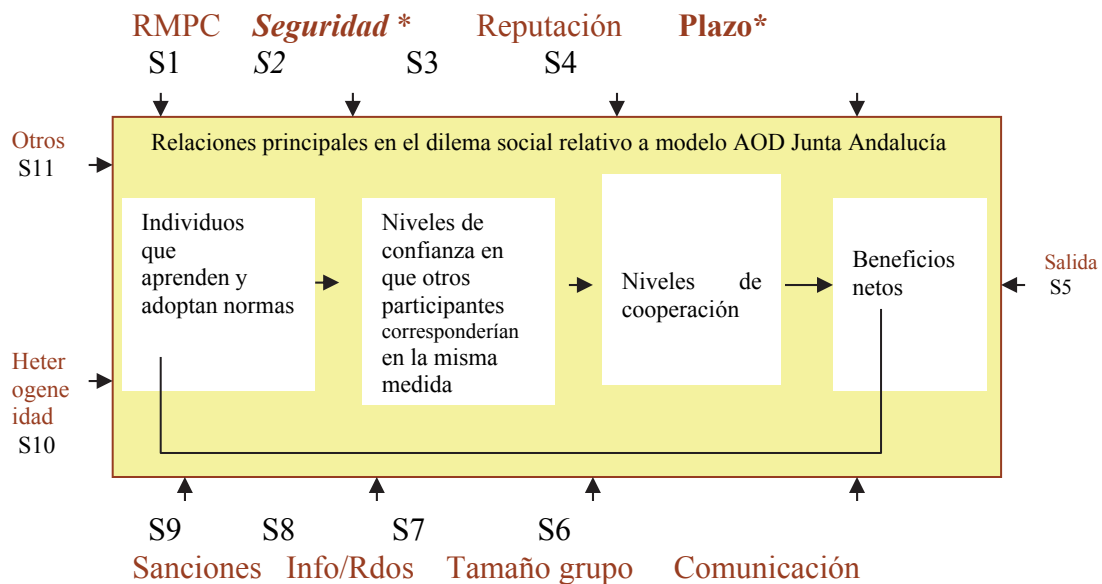 RMPC Seguridad * Reputación Plazo*
S1 S2 S3 S4
Otros
S11
Relaciones principales en el dilema social relativo a modelo AOD Junta Andalucía
Individuos
que
aprenden y
adoptan normas
Niveles de
confianza en
que otros
participantes
corresponderían
en la misma
medida
Niveles de
cooperación
Beneficios
netos
Salida
S5
Heter
ogene
idad
S10
S9 S8 S7 S6
Sanciones Info/Rdos Tamaño grupo Comunicación